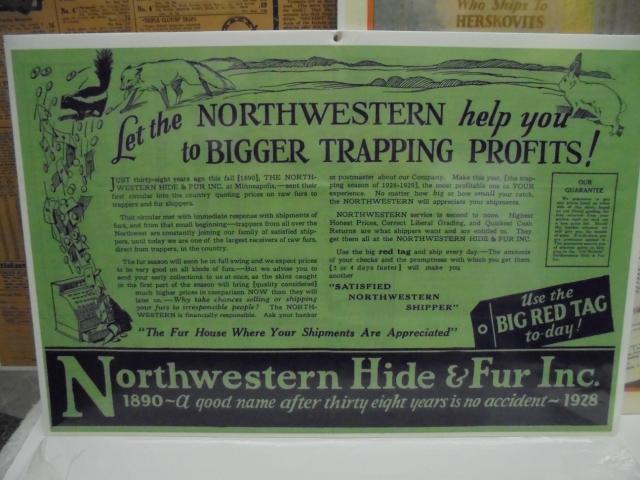 Who Ships To
HERSKOVITS
Let the NORTHWESTERN help you
to BIGGER TRAPPING PROFITS!
JUST thirty-eight years ago this fall [1890], THE NORTH-
WESTERN HIDE & FUR INC. at Minneapolis,—sent their
first circular into the country quoting prices on raw furs to
trappers and fur shippers.
That circular met with immediate response with shipments of
furs, and from that small beginning—trappers from all over the
Northwest are constantly joining our family of satisfied ship-
pers, until today we are one of the largest receivers of raw furs,
direct from trappers, in the country.
The fur season will soon be in full swing and we expect prices
to be very good on all kinds of furs.—But we advise you to
send your early collections to us at once, as the skins caught
in the first part of the season will bring [quality considered]
much higher prices in comparison NOW than they will
later on.—Why take chances selling or shipping
your furs to irresponsible people? The NORTH-
WESTERN is financially responsible. Ask your banker
or postmaster about our Company. Make this year, [the trap-
ping season of 1928-1929], the most profitable one in YOUR
experience. No matter how big or how small your catch,
the NORTHWESTERN will appreciate your shipments.
NORTHWESTERN service is second to none. Highest
Honest Prices, Correct Liberal Grading, and Quickest Cash
Returns are what shippers want and are entitled to. They
get them all at the NORTHWESTERN HIDE & FUR INC.
Use the big red tag and ship every day.—The amounts
of your checks and the promptness with which you get them
[3 or 4 days faster] will make you
another
"SATISFIED
NORTHWESTERN
SHIPPER"
OUR
GUARANTEE
Use the
BIG RED TAG
to-day!
"The Fur House Where Your Shipments Are Appreciated"
Northwestern Hide & Fur Inc.
1890~A good name after thirty eight years is no accident~1928